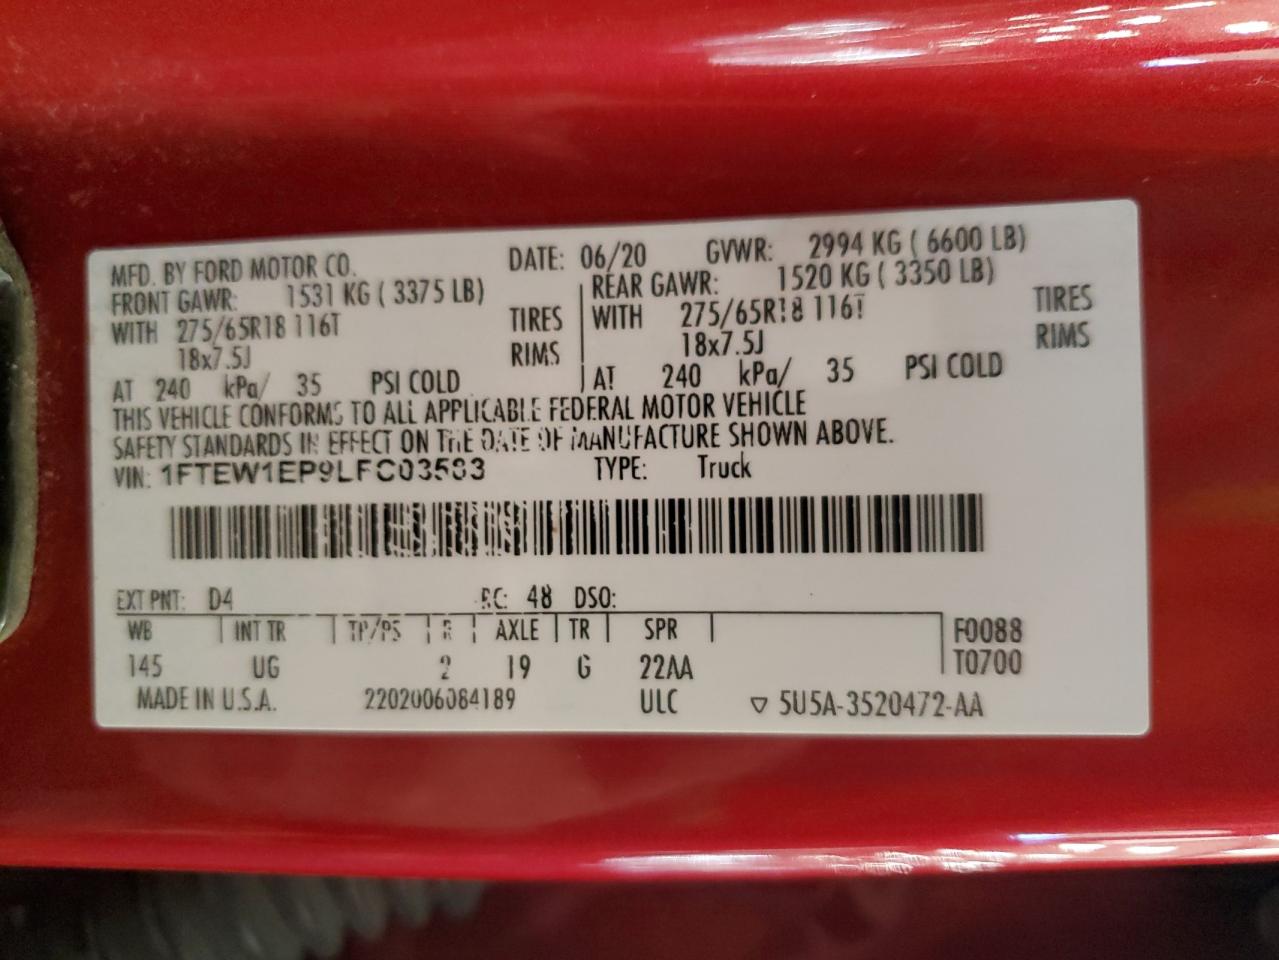 MFD. BY FORD MOTOR CO. DATE: 06/20 GVWR: 2994 KG ( 6600 LB)
FRONT GAWR: 1531 KG ( 3375 LB) REAR GAWR: 1520 KG ( 3350 LB)
WITH 275/65R18 116T TIRES WITH 275/65R18 116T TIRES
18x7.5J RIMS 18x7.5J RIMS
AT 240 kPa/ 35 PSI COLD AT 240 kPa/ 35 PSI COLD
THIS VEHICLE CONFORMS TO ALL APPLICABLE FEDERAL MOTOR VEHICLE
SAFETY STANDARDS IN EFFECT ON THE DATE OF MANUFACTURE SHOWN ABOVE.
VIN: 1FTEW1EP9LFC03583 TYPE: Truck
EXT PNT: D4 RC: 48 DSO:
WB INT TR TP/PS R AXLE TR SPR F0088
145 UG 2 19 G 22AA T0700
MADE IN U.S.A. 2202006084189 ULC ▽ 5U5A-3520472-AA